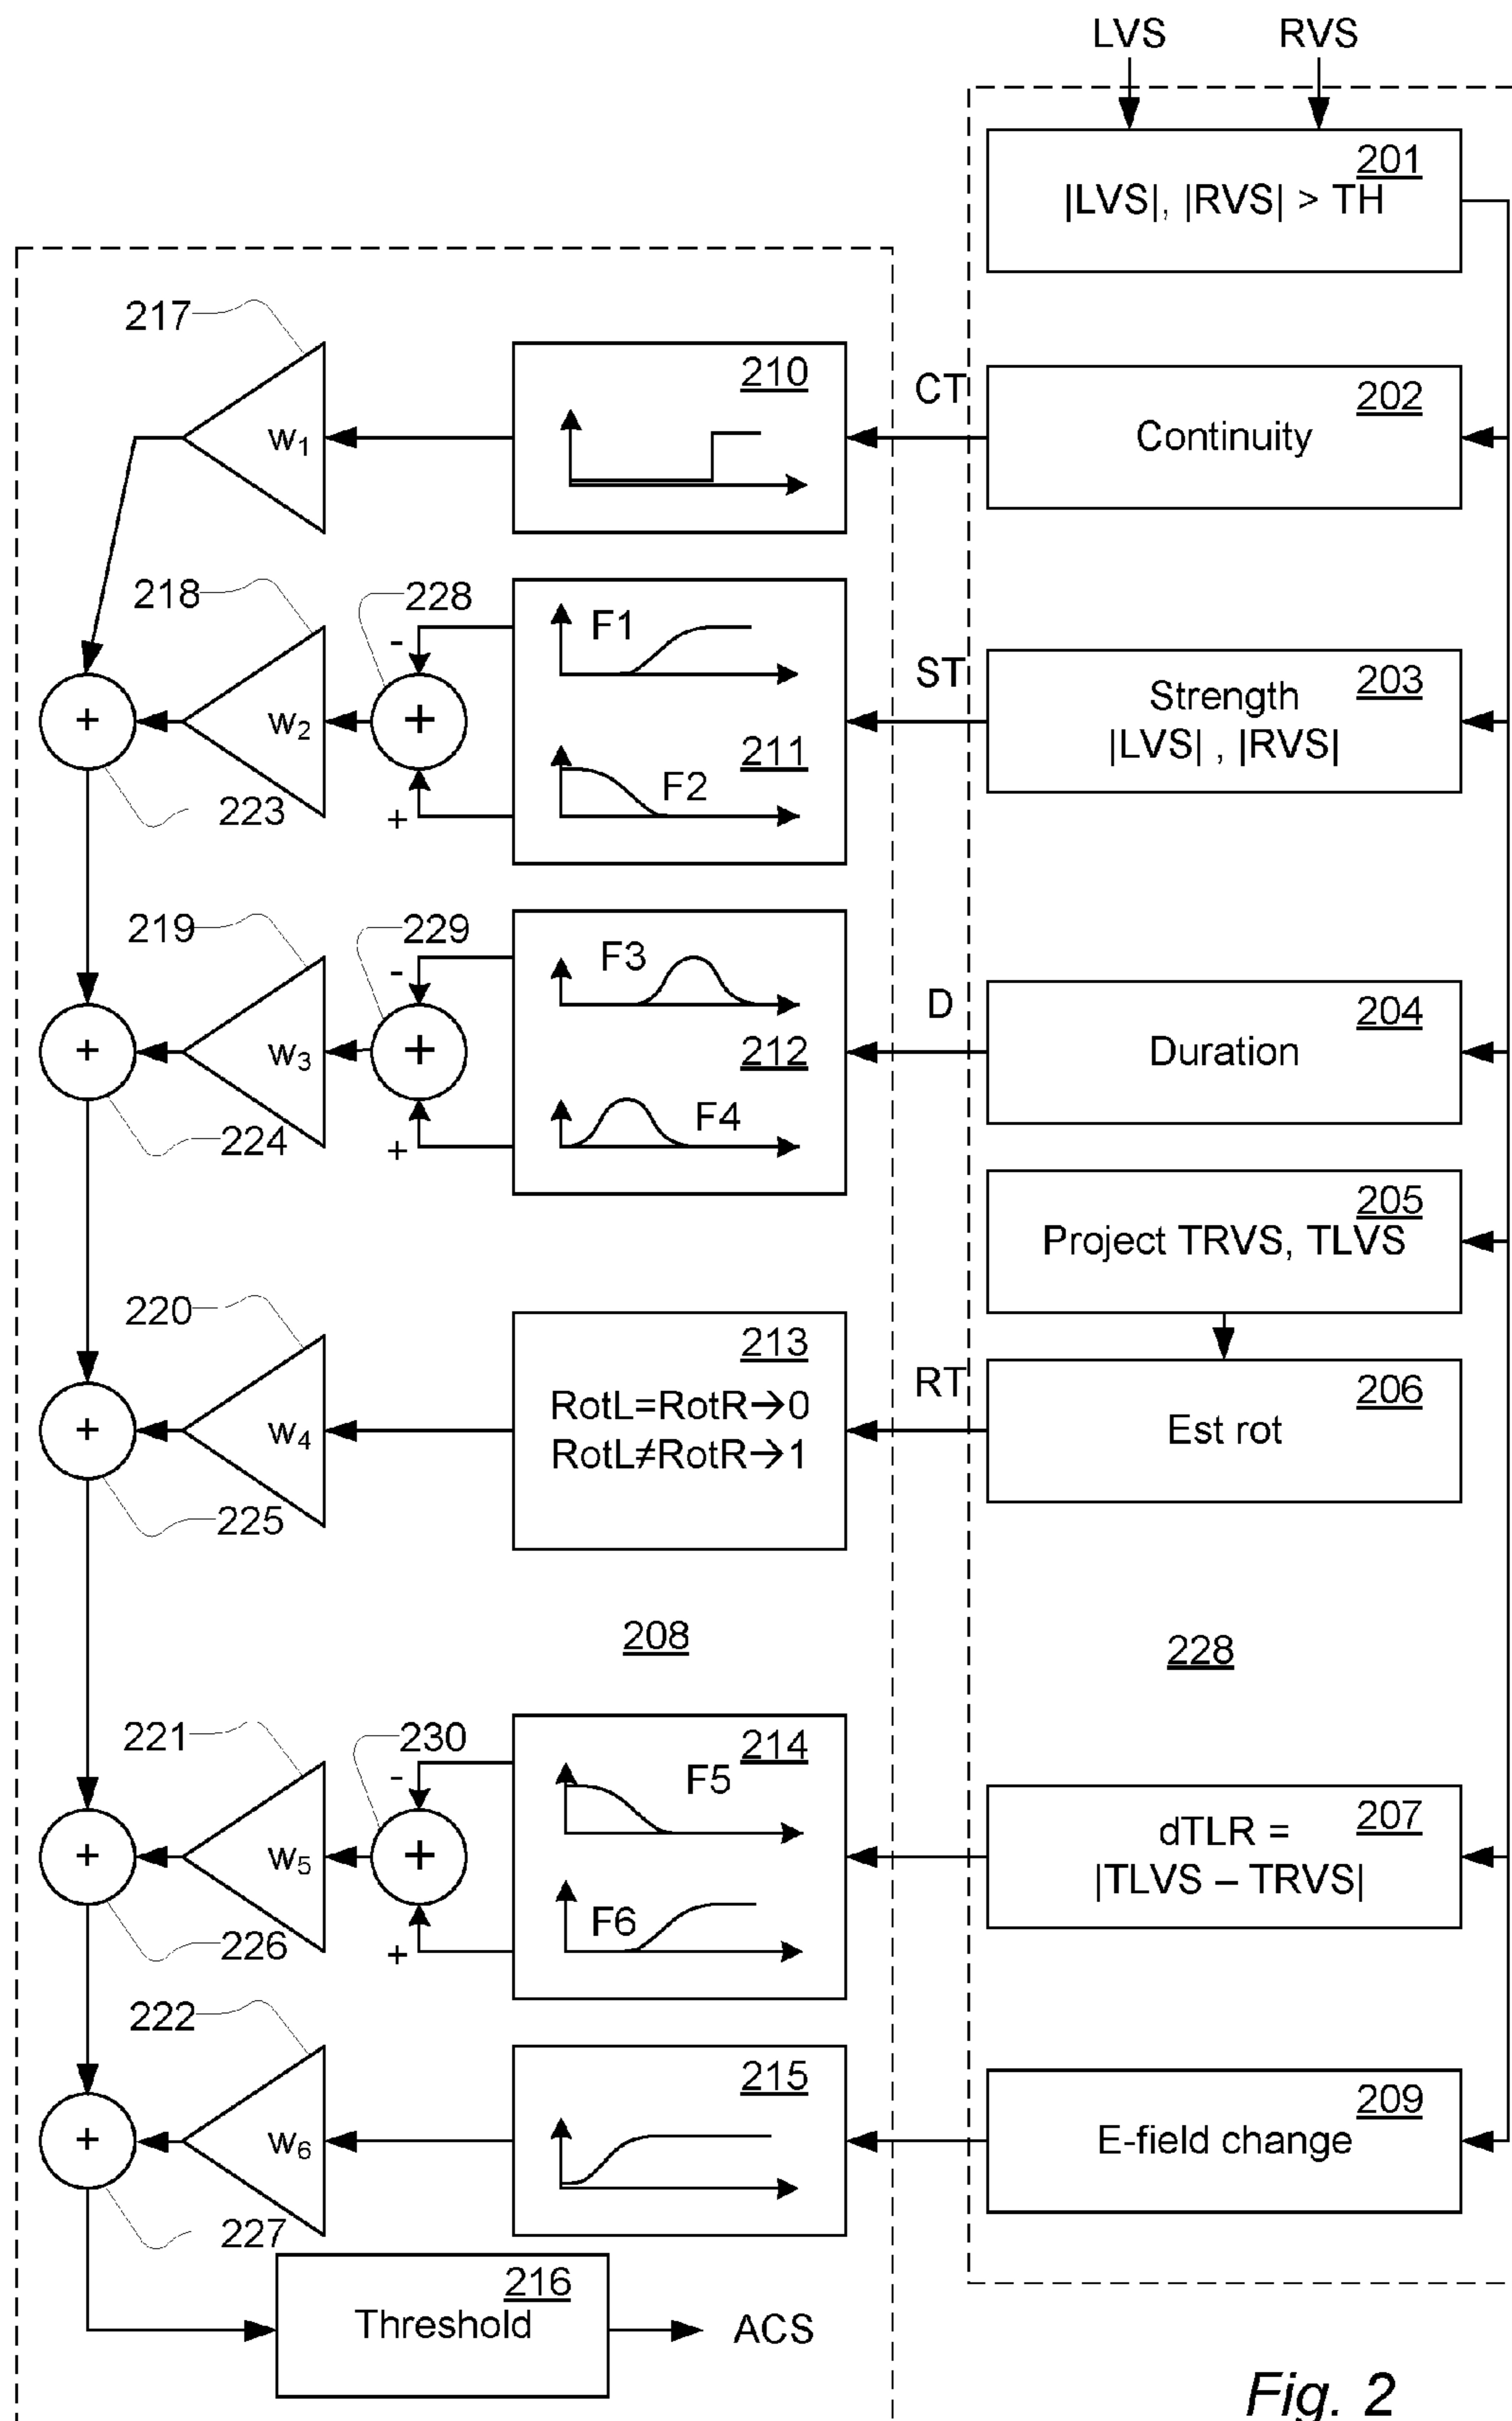 LVS RVS
201
|LVS|, |RVS| > TH
217
210
CT
202
Continuity
w1
218
228
-
F1
ST
203
Strength
|LVS| , |RVS|
+
w2
+
211
F2
223
+
219
229
-
F3
D
204
Duration
+
w3
+
212
F4
224
+
205
Project TRVS, TLVS
220
213
RotL=RotR→0
RotL≠RotR→1
RT
206
Est rot
+
w4
225
208
228
221
230
-
214
F5
207
dTLR =
|TLVS – TRVS|
+
w5
+
F6
226
+
222
215
209
E-field change
+
w6
227
216
Threshold
ACS
Fig. 2